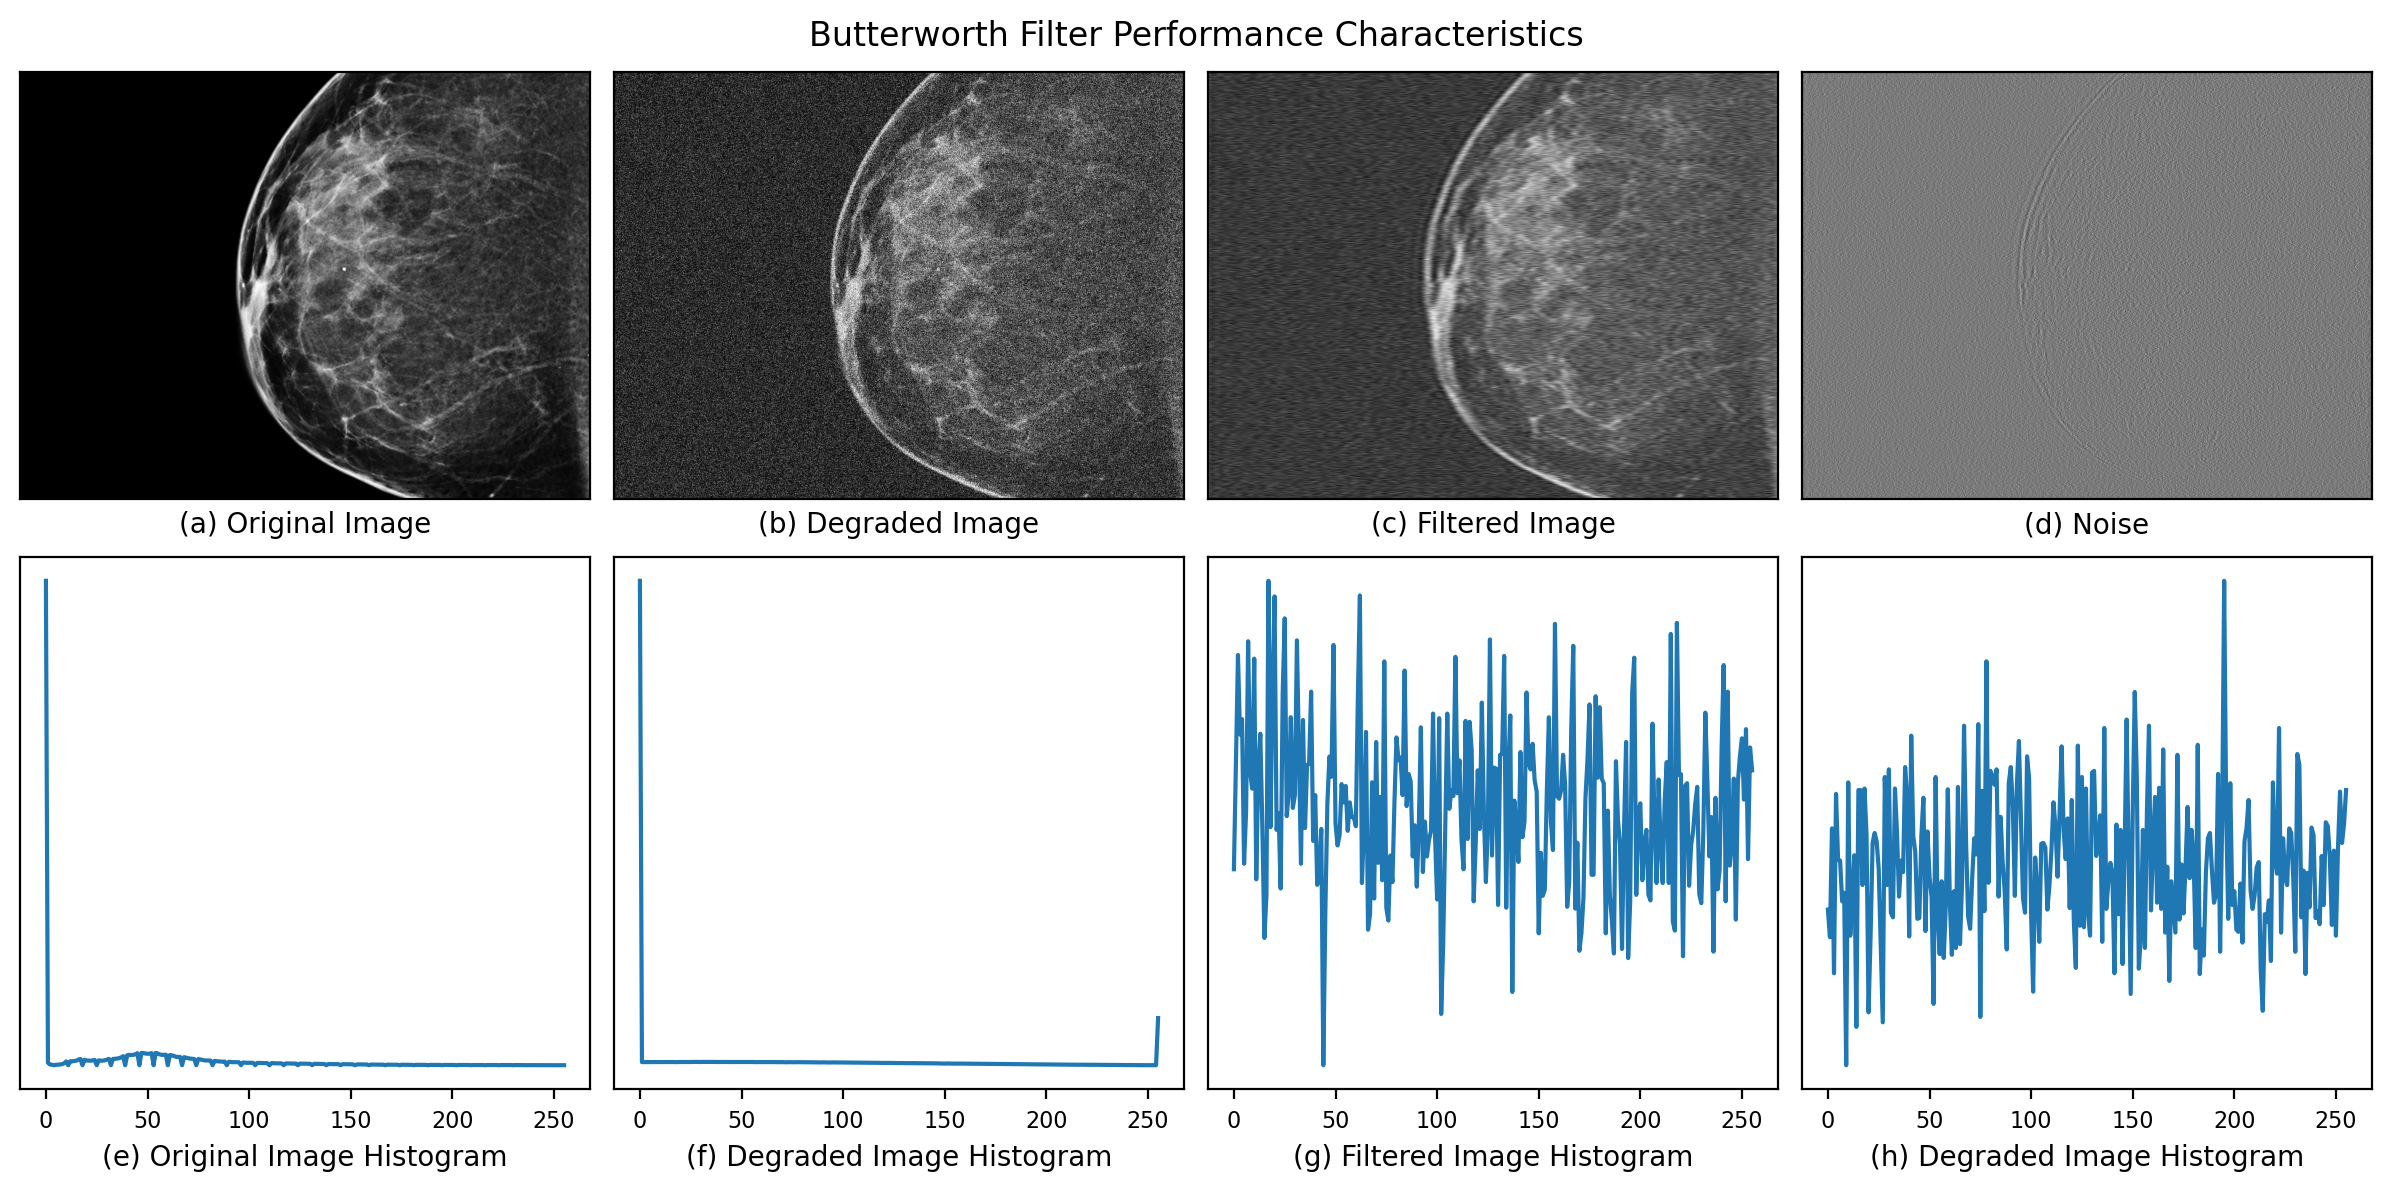 Butterworth Filter Performance Characteristics
(a) Original Image
(b) Degraded Image
(c) Filtered Image
(d) Noise
0 50 100 150 200 250
(e) Original Image Histogram
0 50 100 150 200 250
(f) Degraded Image Histogram
0 50 100 150 200 250
(g) Filtered Image Histogram
0 50 100 150 200 250
(h) Degraded Image Histogram